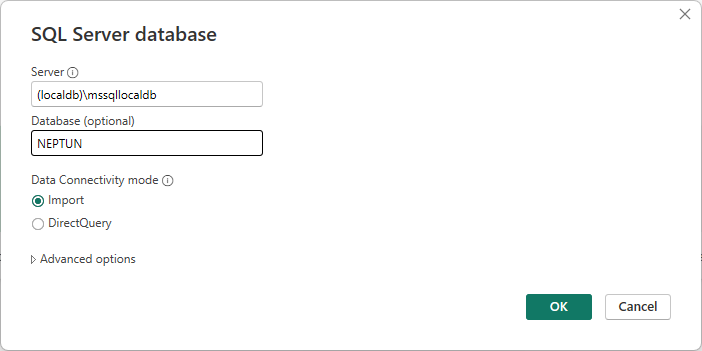 SQL Server database
Server
(localdb)\mssqllocaldb
Database (optional)
NEPTUN
Data Connectivity mode
Import
DirectQuery
Advanced options
OK
Cancel